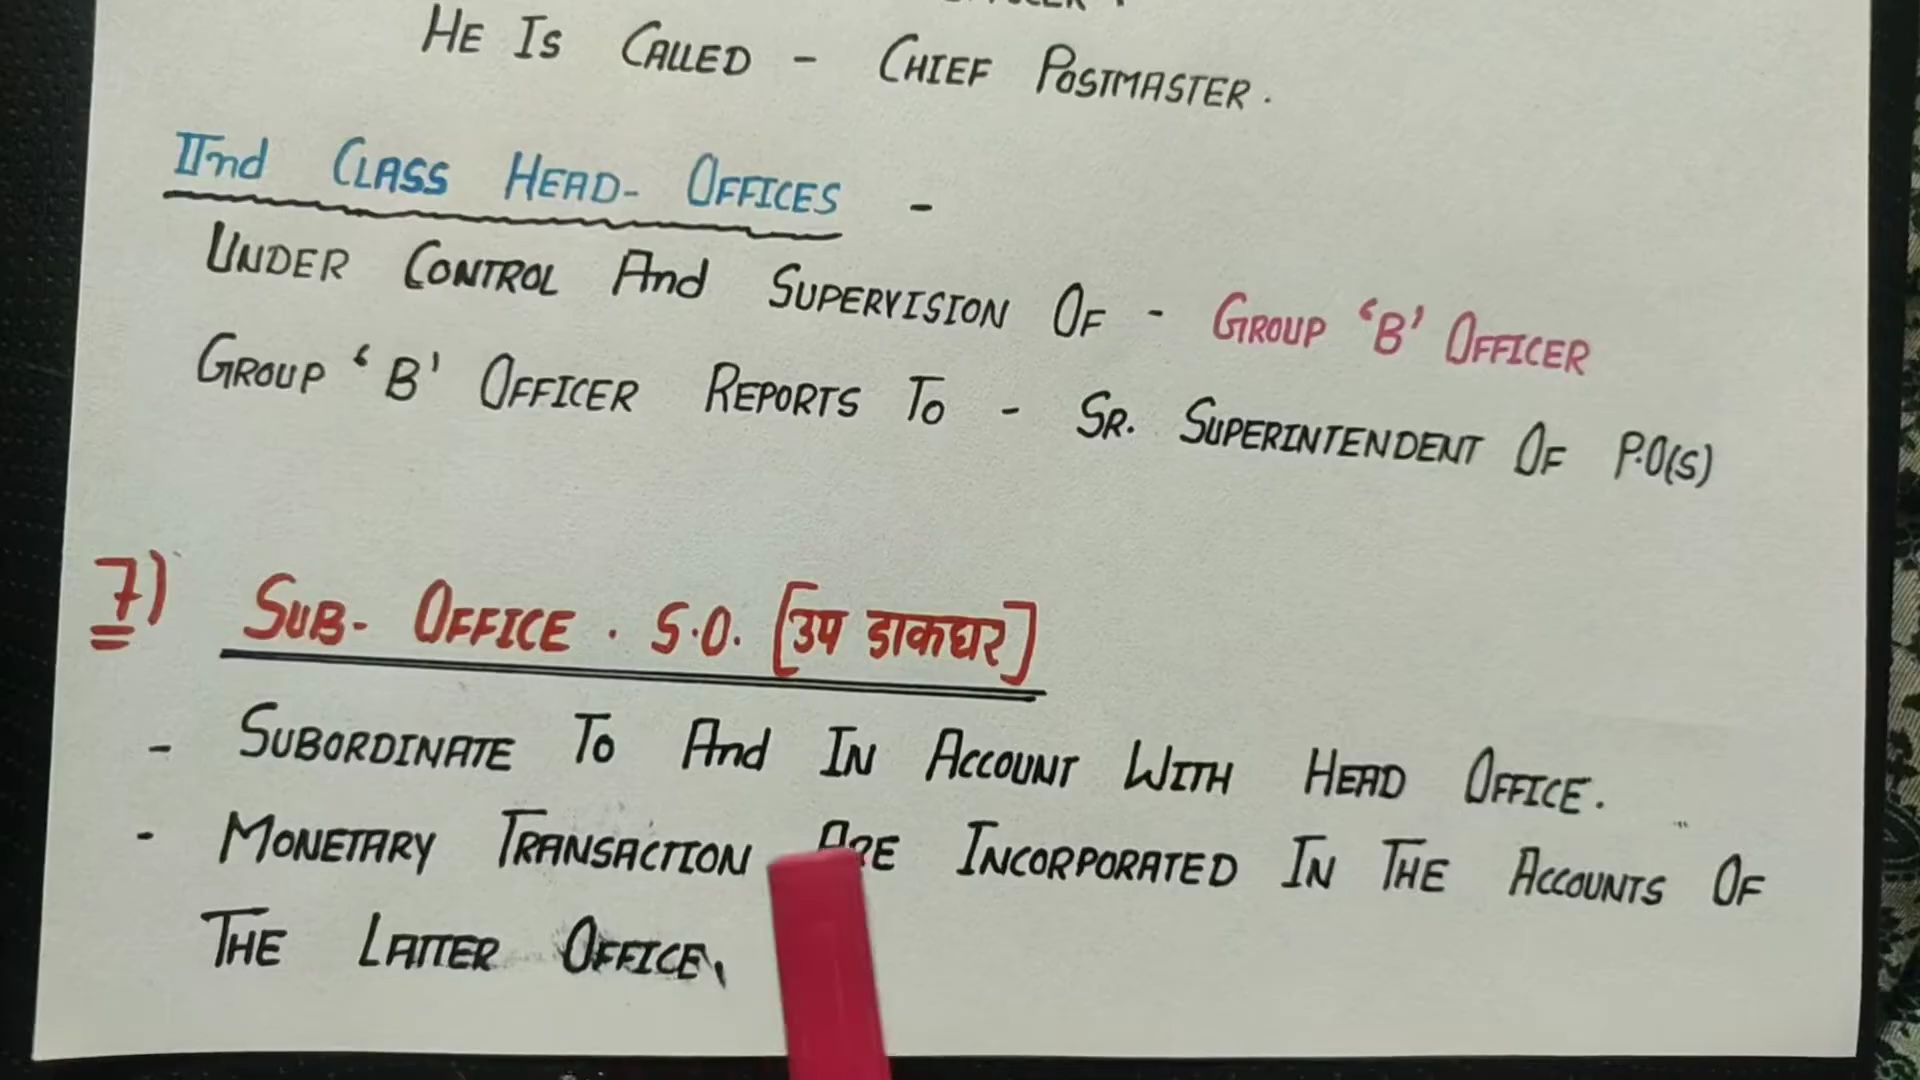 HE IS CALLED - CHIEF POSTMASTER.
IInd CLASS HEAD- OFFICES -
UNDER CONTROL And SUPERVISION OF - GROUP 'B' OFFICER
GROUP 'B' OFFICER REPORTS TO - SR. SUPERINTENDENT OF P.O(S)
7) SUB- OFFICE . S.O. [उप डाकघर]
- SUBORDINATE TO And IN ACCOUNT WITH HEAD OFFICE.
- MONETARY TRANSACTION ARE INCORPORATED IN THE ACCOUNTS OF
THE LATTER OFFICE,